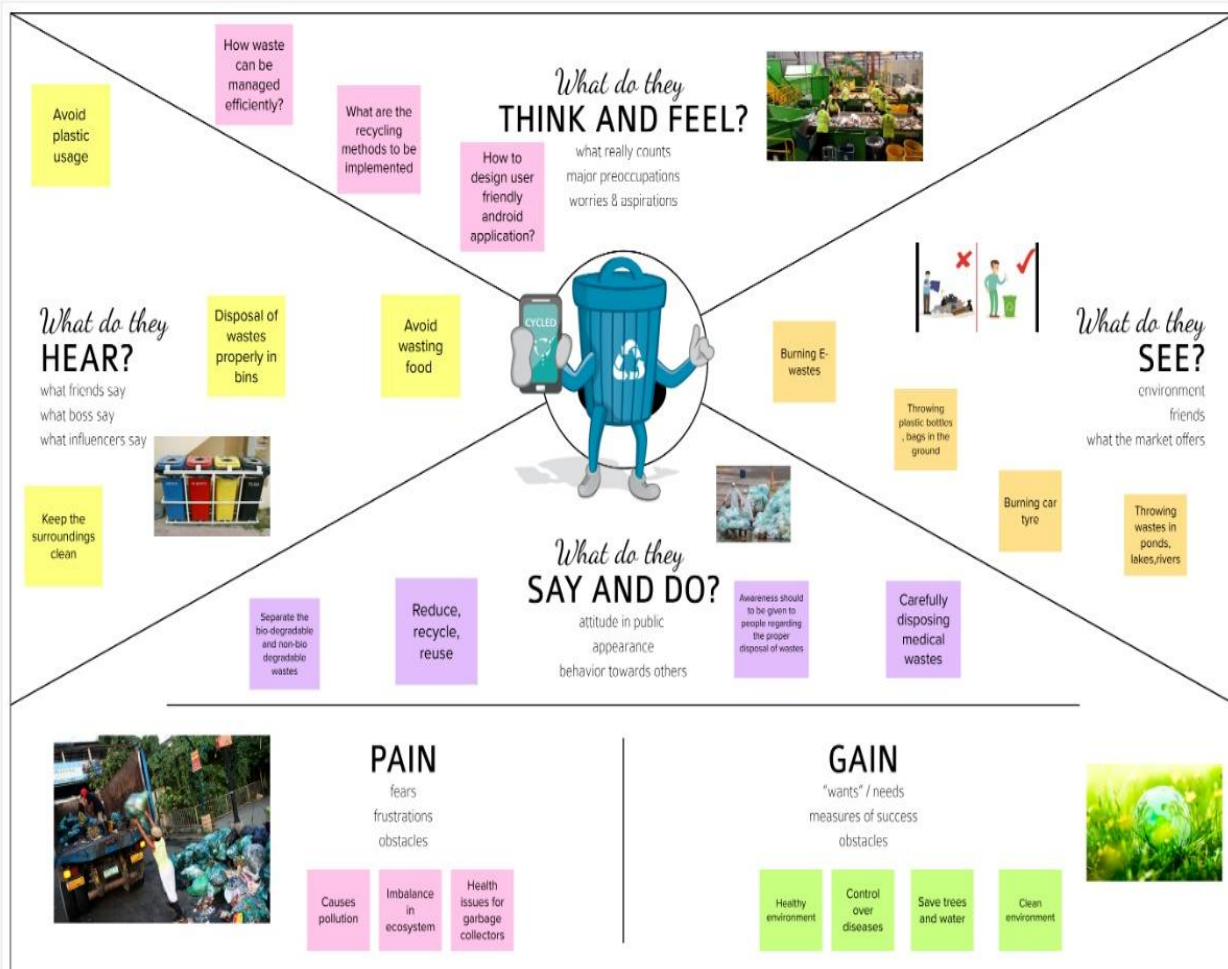 How waste
can be
managed
efficiently?
Avoid
plastic
usage
What are the
recycling
methods to be
implemented
How to
design user
friendly
android
application?
What do they
THINK AND FEEL?
what really counts
major preoccupations
worries & aspirations
What do they
HEAR?
what friends say
what boss say
what influencers say
Disposal of
wastes
properly in
bins
Avoid
wasting
food
Keep the
surroundings
clean
CYCLED
What do they
SEE?
environment
friends
what the market offers
Burning E-
wastes
Throwing
plastic bottles
, bags in the
ground
Burning car
tyre
Throwing
wastes in
ponds,
lakes,rivers
What do they
SAY AND DO?
attitude in public
appearance
behavior towards others
Separate the
bio-degradable
and non-bio
degradable
wastes
Reduce,
recycle,
reuse
Awareness should
to be given to
people regarding
the proper
disposal of wastes
Carefully
disposing
medical
wastes
PAIN
fears
frustrations
obstacles
Causes
pollution
Imbalance
in
ecosystem
Health
issues for
garbage
collectors
GAIN
"wants" / needs
measures of success
obstacles
Healthy
environment
Control
over
diseases
Save trees
and water
Clean
environment